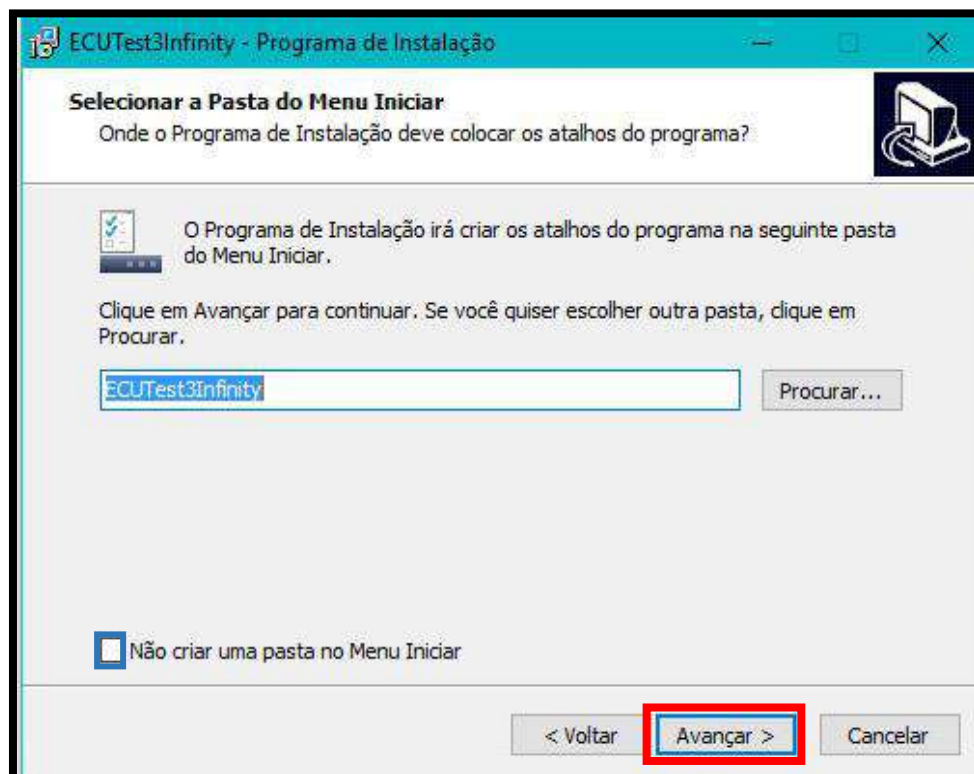 ECUTest3Infinity - Programa de Instalação
Selecionar a Pasta do Menu Iniciar
Onde o Programa de Instalação deve colocar os atalhos do programa?
O Programa de Instalação irá criar os atalhos do programa na seguinte pasta
do Menu Iniciar.
Clique em Avançar para continuar. Se você quiser escolher outra pasta, clique em
Procurar.
ECUTest3Infinity
Procurar...
Não criar uma pasta no Menu Iniciar
< Voltar
Avançar >
Cancelar